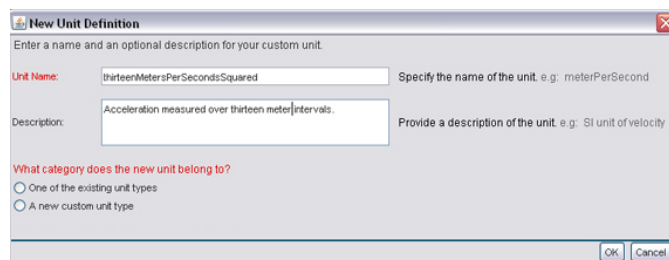 New Unit Definition
Enter a name and an optional description for your custom unit.
Unit Name: thirteenMetersPerSecondsSquared Specify the name of the unit. e.g: meterPerSecond
Description: Acceleration measured over thirteen meter intervals. Provide a description of the unit. e.g: SI unit of velocity
What category does the new unit belong to?
One of the existing unit types
A new custom unit type
OK Cancel